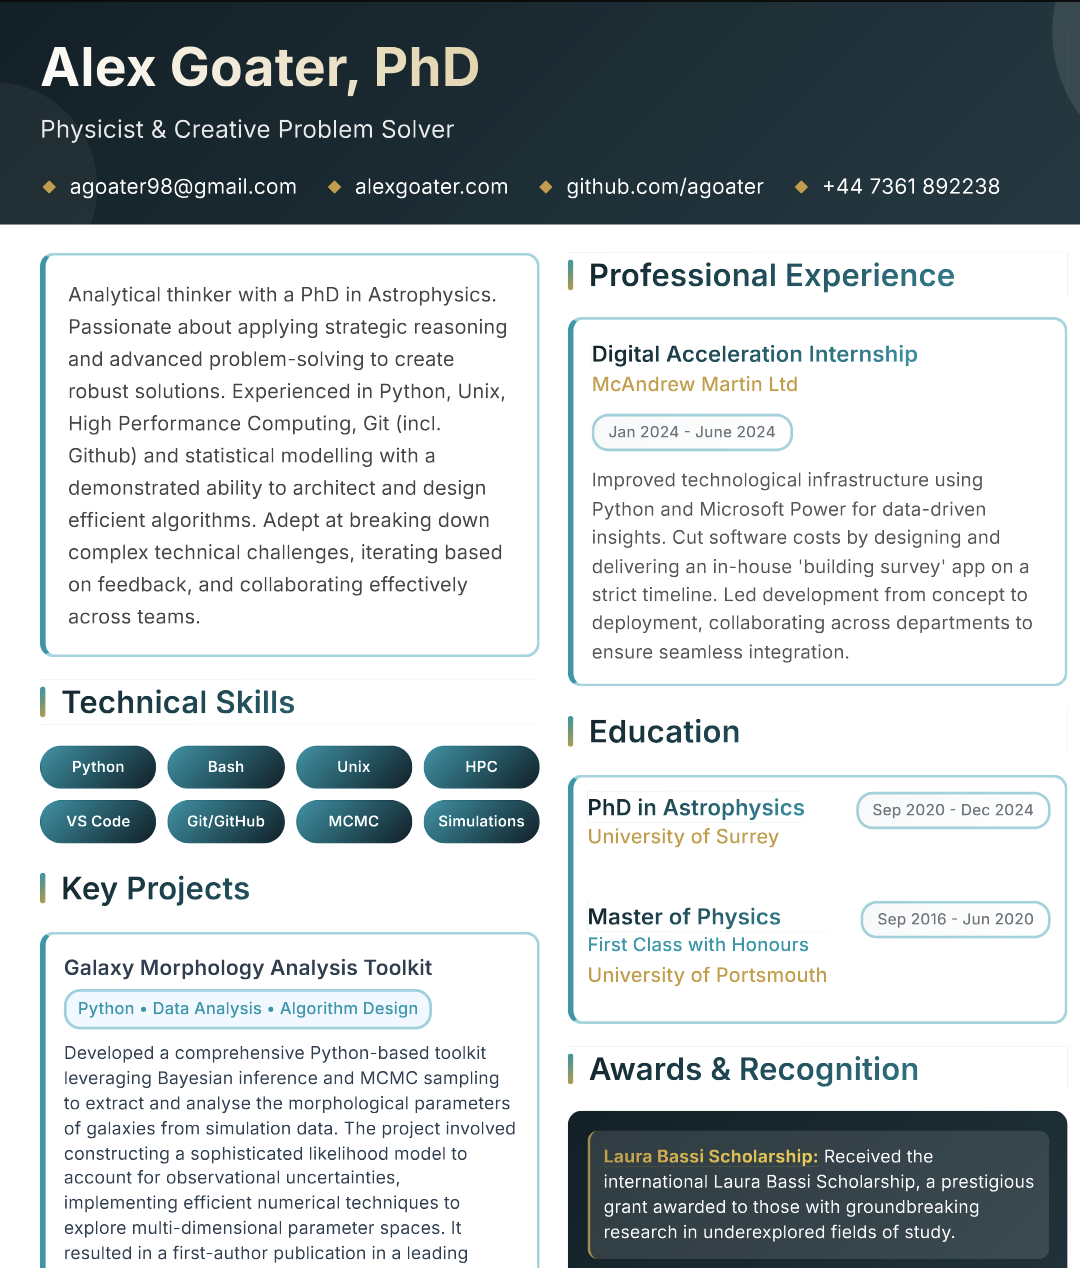 Alex Goater, PhD
Physicist & Creative Problem Solver
agoater98@gmail.com
alexgoater.com
github.com/agoater
+44 7361 892238
Analytical thinker with a PhD in Astrophysics.
Passionate about applying strategic reasoning
and advanced problem-solving to create
robust solutions. Experienced in Python, Unix,
High Performance Computing, Git (incl.
Github) and statistical modelling with a
demonstrated ability to architect and design
efficient algorithms. Adept at breaking down
complex technical challenges, iterating based
on feedback, and collaborating effectively
across teams.
Technical Skills
Python
Bash
Unix
HPC
VS Code
Git/GitHub
MCMC
Simulations
Key Projects
Galaxy Morphology Analysis Toolkit
Python • Data Analysis • Algorithm Design
Developed a comprehensive Python-based toolkit
leveraging Bayesian inference and MCMC sampling
to extract and analyse the morphological parameters
of galaxies from simulation data. The project involved
constructing a sophisticated likelihood model to
account for observational uncertainties,
implementing efficient numerical techniques to
explore multi-dimensional parameter spaces. It
resulted in a first-author publication in a leading
Professional Experience
Digital Acceleration Internship
McAndrew Martin Ltd
Jan 2024 - June 2024
Improved technological infrastructure using
Python and Microsoft Power for data-driven
insights. Cut software costs by designing and
delivering an in-house 'building survey' app on a
strict timeline. Led development from concept to
deployment, collaborating across departments to
ensure seamless integration.
Education
PhD in Astrophysics
Sep 2020 - Dec 2024
University of Surrey
Master of Physics
Sep 2016 - Jun 2020
First Class with Honours
University of Portsmouth
Awards & Recognition
Laura Bassi Scholarship: Received the
international Laura Bassi Scholarship, a prestigious
grant awarded to those with groundbreaking
research in underexplored fields of study.